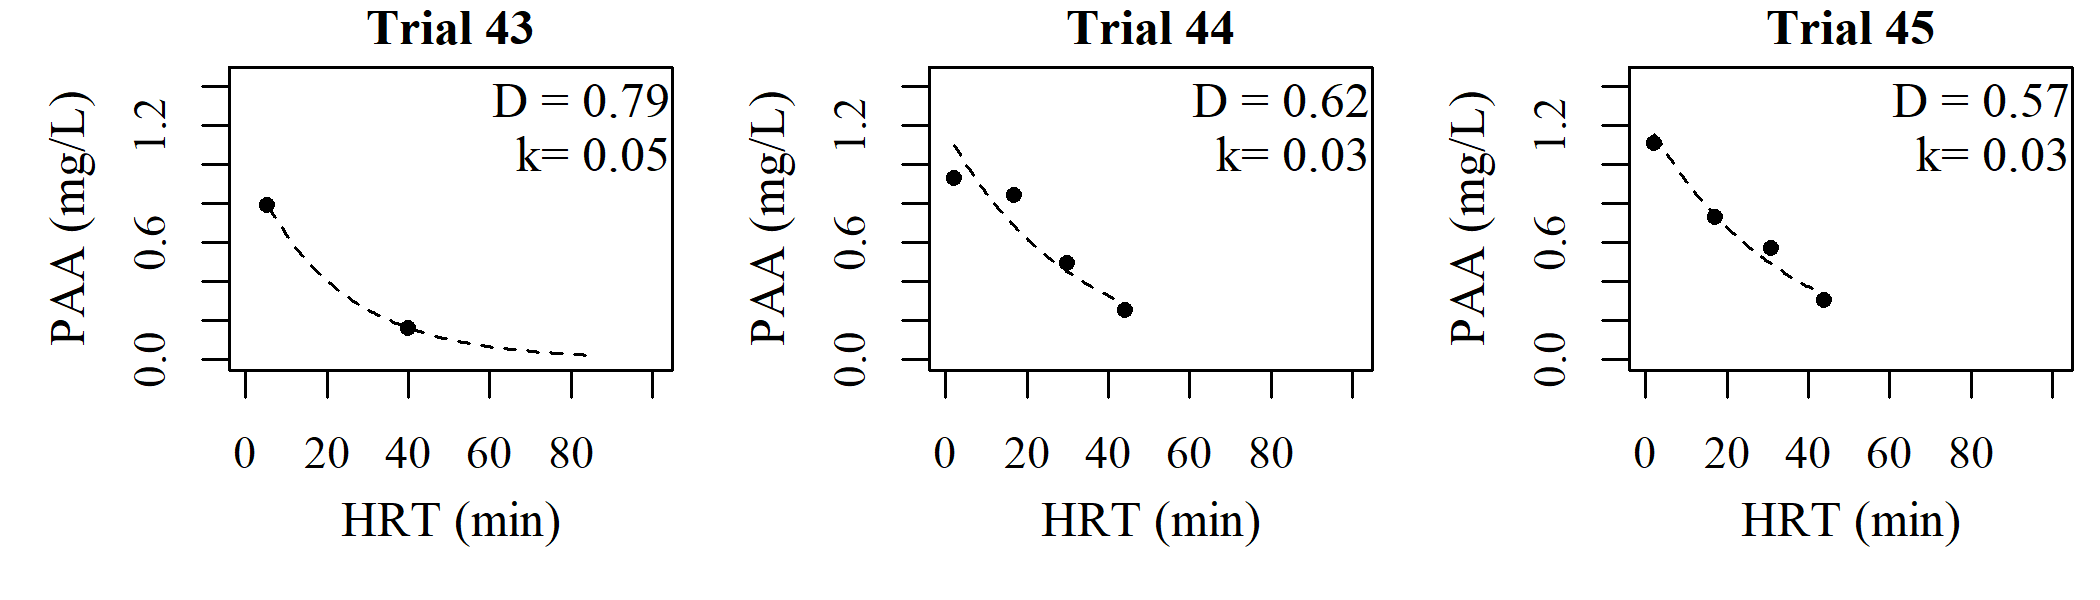 Trial 43
D = 0.79
k= 0.05
PAA (mg/L)
1.2
0.6
0.0
0 20 40 60 80
HRT (min)
Trial 44
D = 0.62
k= 0.03
PAA (mg/L)
1.2
0.6
0.0
0 20 40 60 80
HRT (min)
Trial 45
D = 0.57
k= 0.03
PAA (mg/L)
1.2
0.6
0.0
0 20 40 60 80
HRT (min)